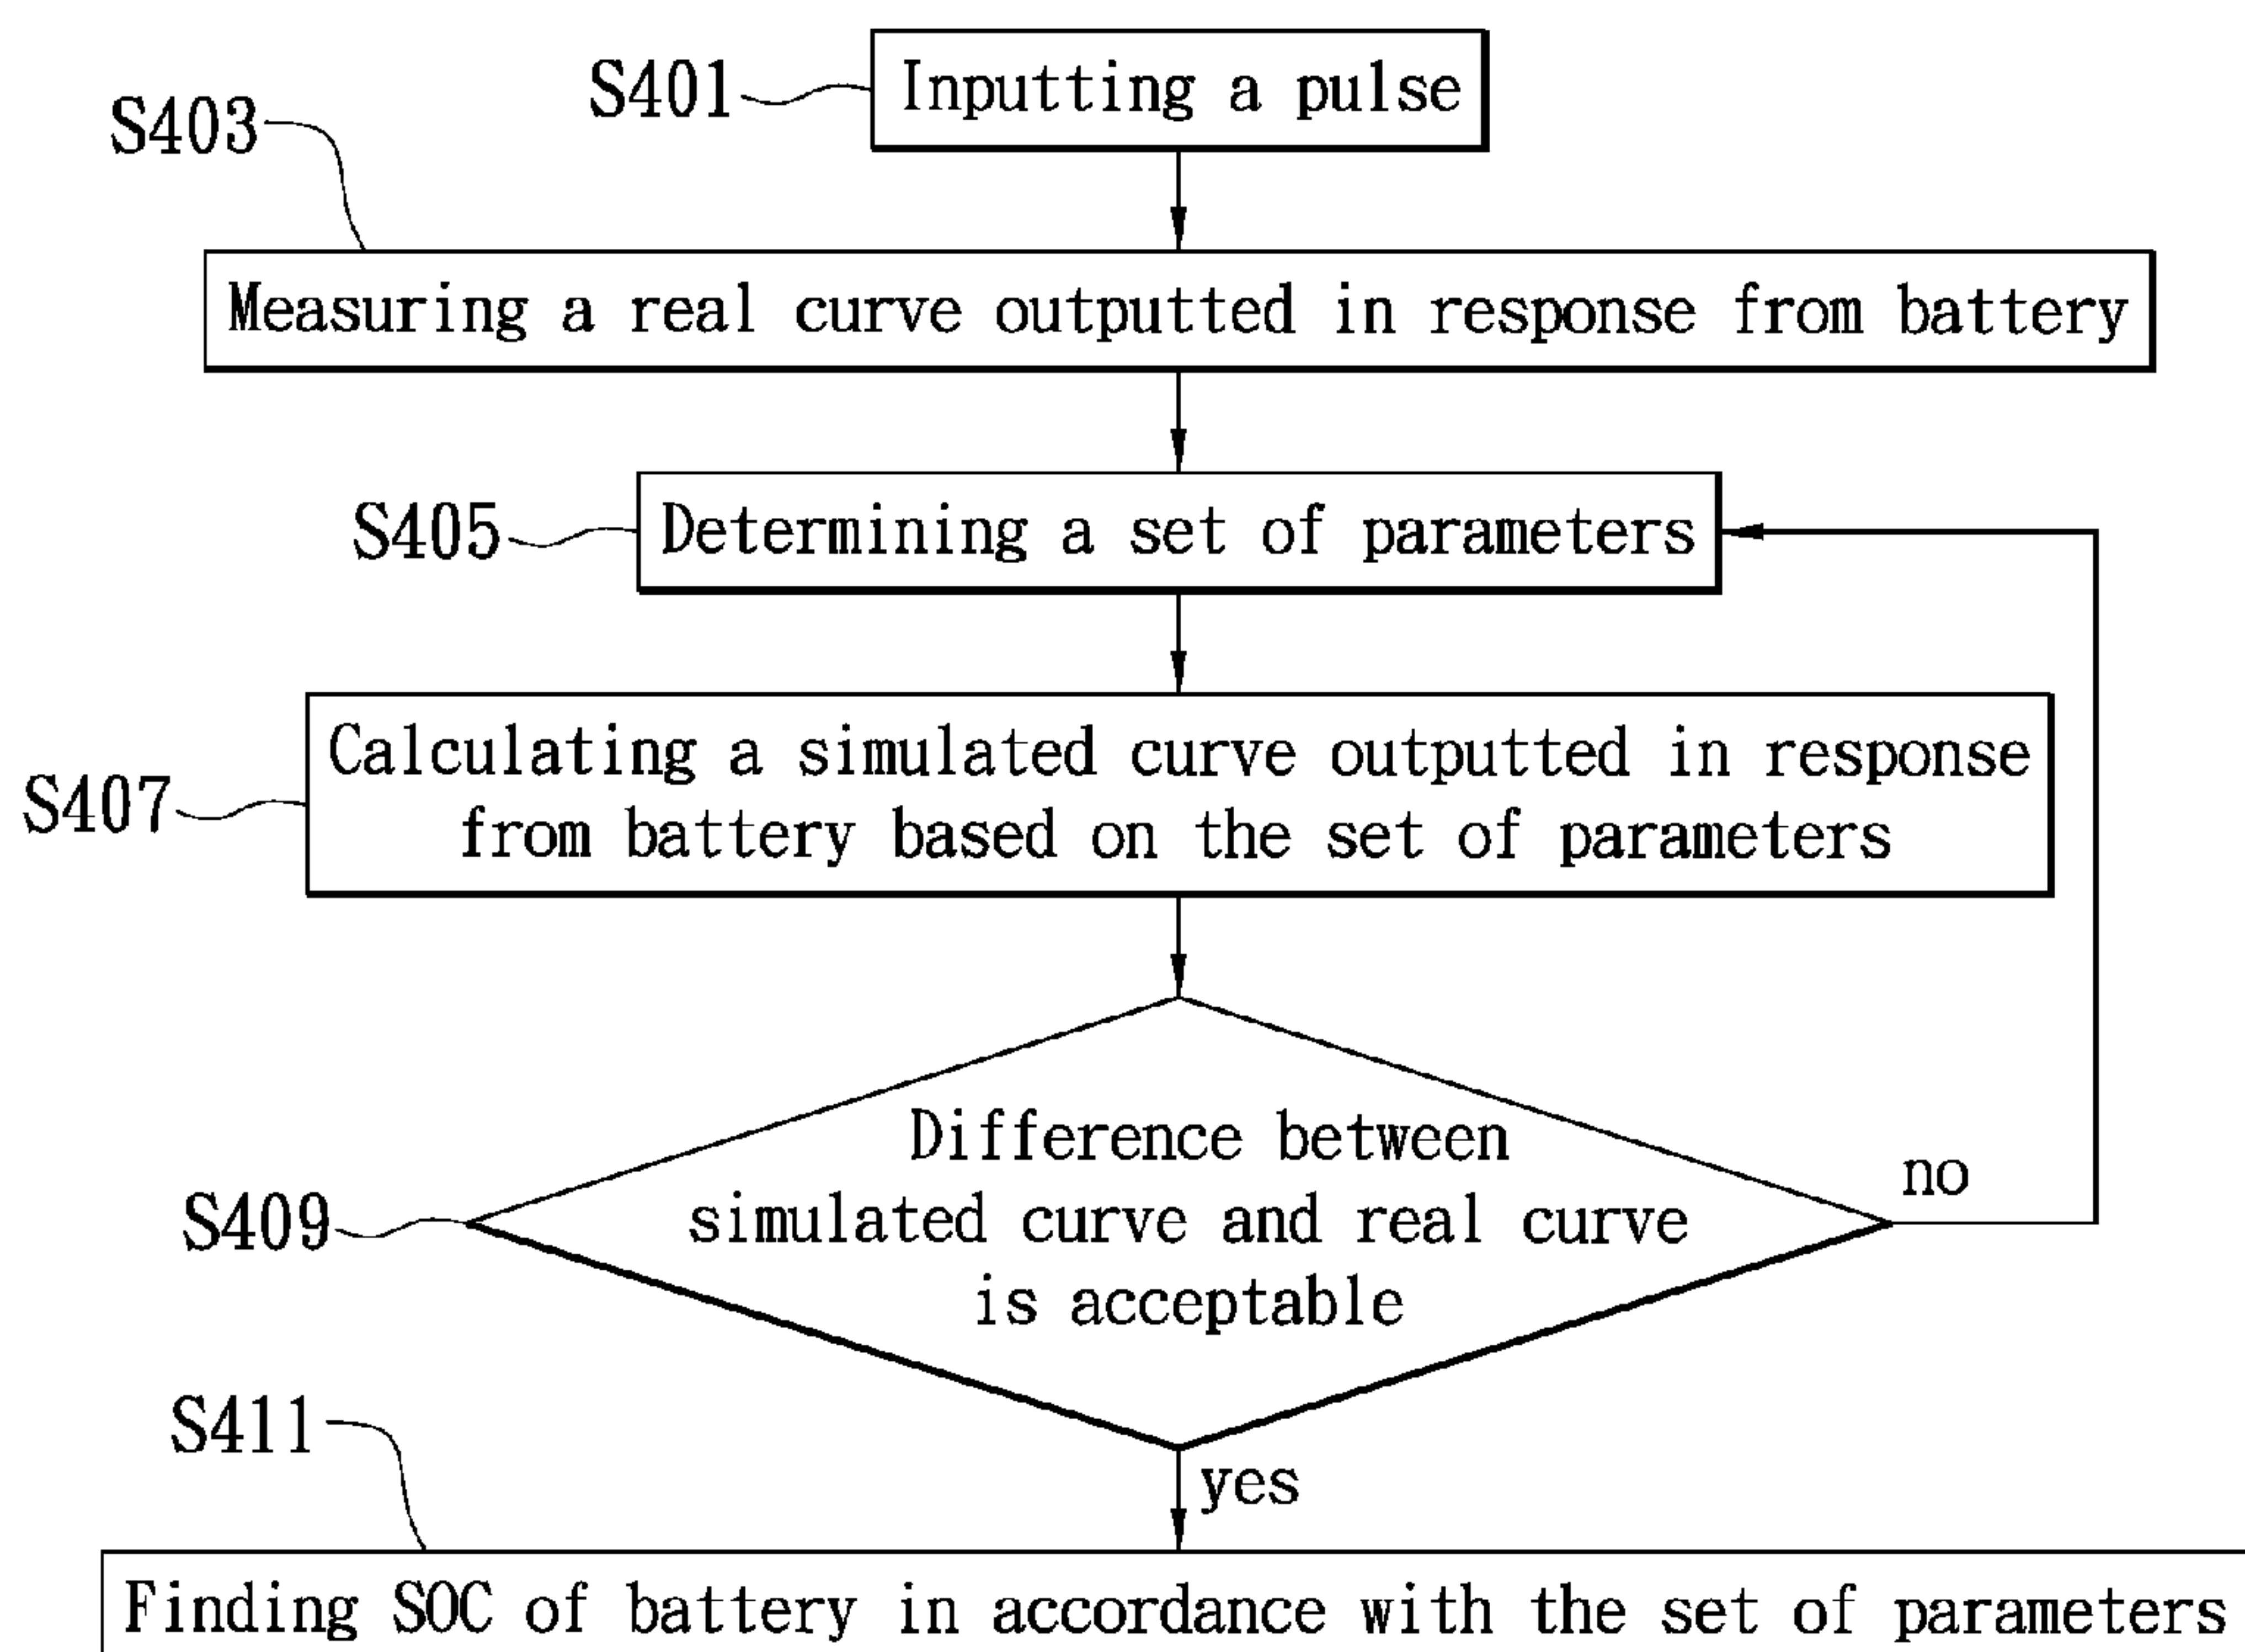 S401
Inputting a pulse
S403
Measuring a real curve outputted in response from battery
S405
Determining a set of parameters
S407
Calculating a simulated curve outputted in response
from battery based on the set of parameters
S409
Difference between
simulated curve and real curve
is acceptable
no
yes
S411
Finding SOC of battery in accordance with the set of parameters